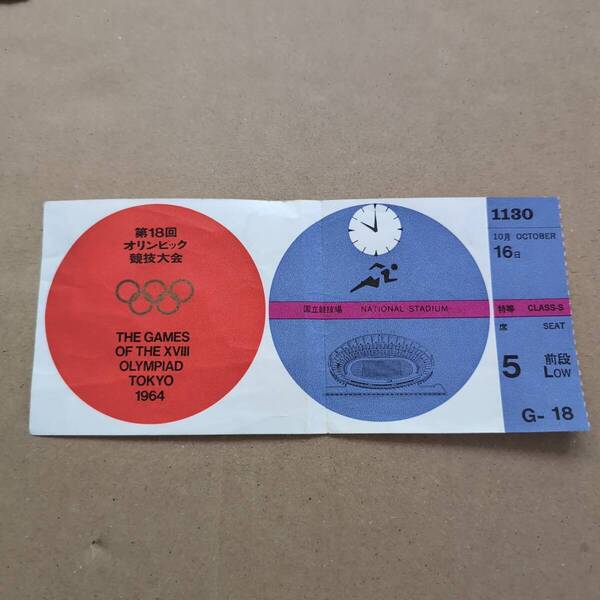 第18回
オリンピック
競技大会
THE GAMES
OF THE XVIII
OLYMPIAD
TOKYO
1964
国立競技場 NATIONAL STADIUM
1130
10月 OCTOBER
16日
特等 CLASS-S
席 SEAT
5 前段 LOW
G- 18